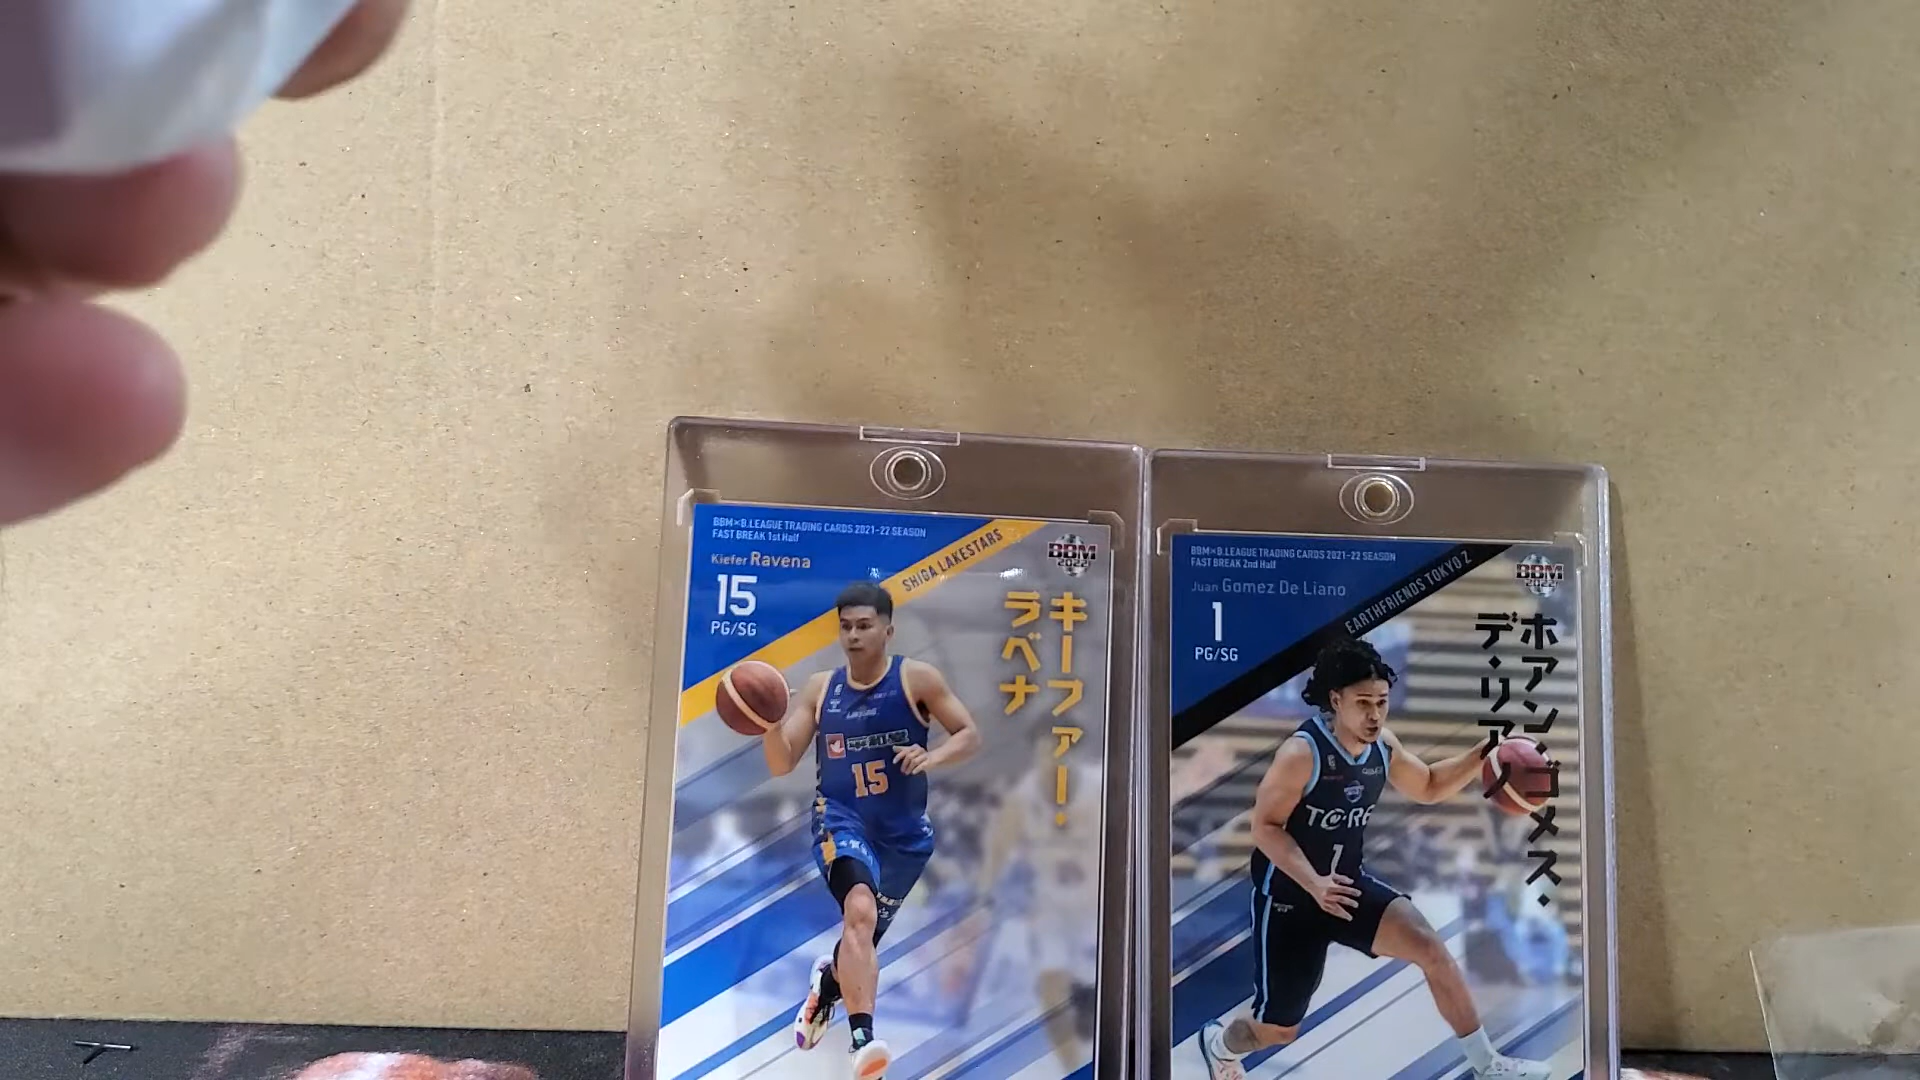 BBM×B.LEAGUE TRADING CARDS 2021-22 SEASON
FAST BREAK 1st Half
Kiefer Ravena
15
PG/SG
SHIGA LAKESTARS
BBM
2022
キーファー・
ラベナ
15
BBM×B.LEAGUE TRADING CARDS 2021-22 SEASON
FAST BREAK 2nd Half
Juan Gomez De Liano
1
PG/SG
EARTHFRIENDS TOKYO Z
BBM
2022
ホアン・ゴメス・
デ・リアノ
1